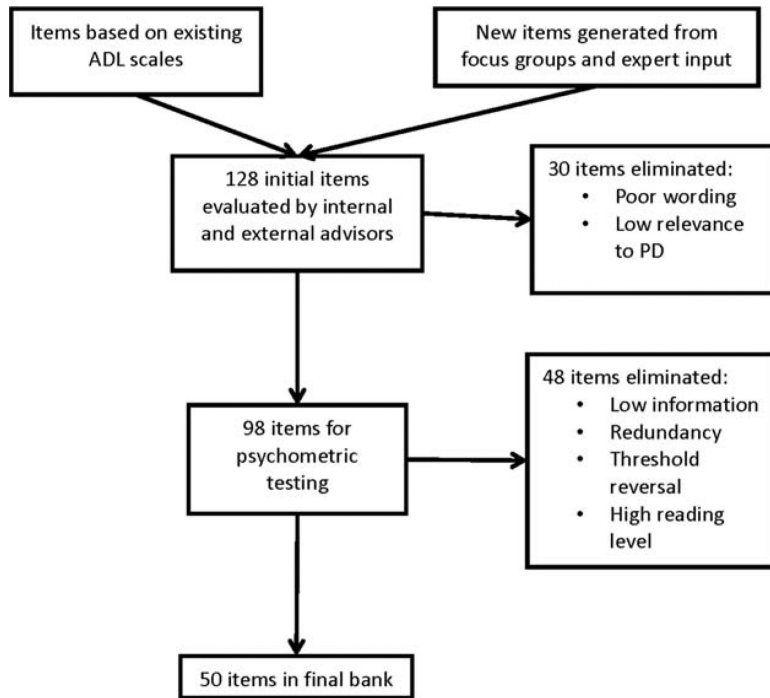 Items based on existing
ADL scales
New items generated from
focus groups and expert input
128 initial items
evaluated by internal
and external advisors
30 items eliminated:
• Poor wording
• Low relevance
to PD
98 items for
psychometric
testing
48 items eliminated:
• Low information
• Redundancy
• Threshold
reversal
• High reading
level
50 items in final bank